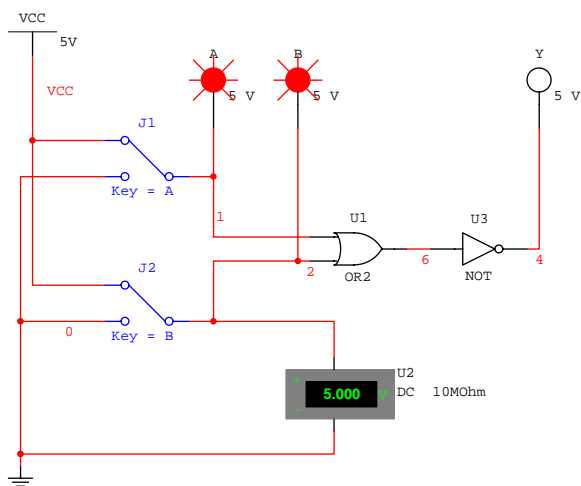 VCC
5V
A
B
Y
5 V
5 V
5 V
VCC
J1
Key = A
1
U1
U3
2
OR2
6
NOT
4
J2
0
Key = B
U2
+
5.000
V
DC 10MOhm
-